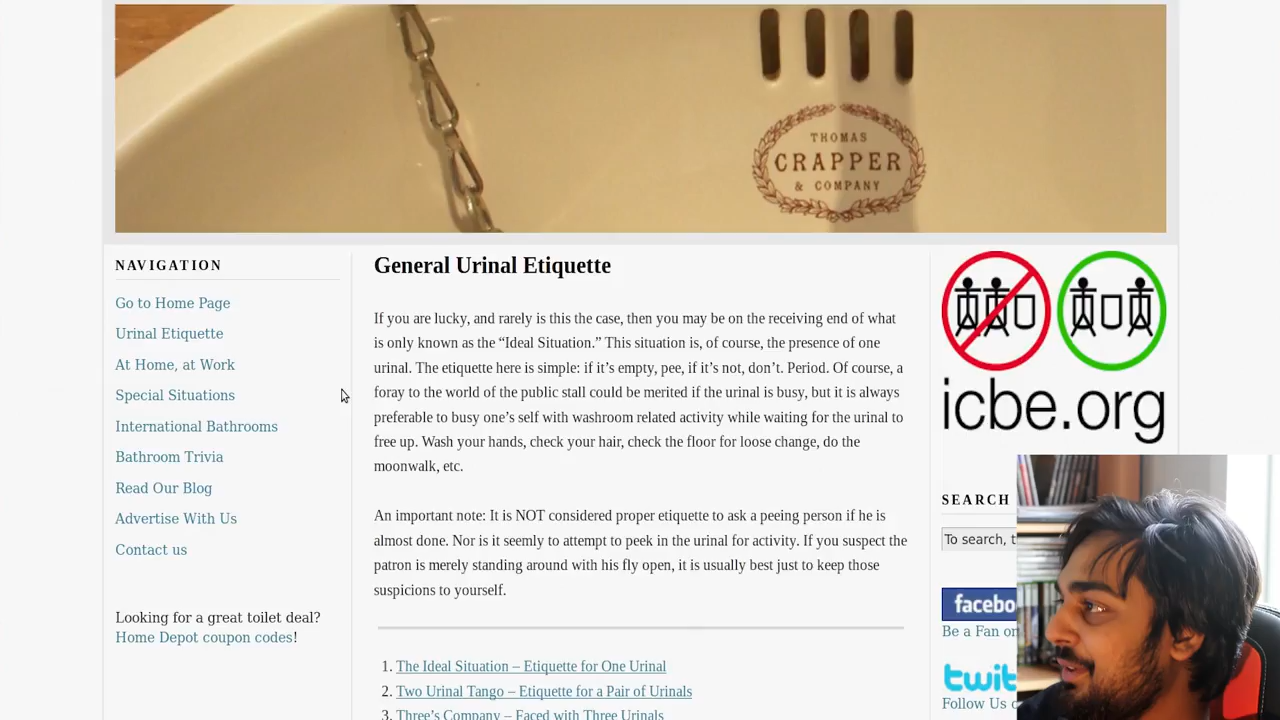 THOMAS
CRAPPER
& COMPANY
NAVIGATION
Go to Home Page
Urinal Etiquette
At Home, at Work
Special Situations
International Bathrooms
Bathroom Trivia
Read Our Blog
Advertise With Us
Contact us
Looking for a great toilet deal?
Home Depot coupon codes!
General Urinal Etiquette
If you are lucky, and rarely is this the case, then you may be on the receiving end of what
is only known as the “Ideal Situation.” This situation is, of course, the presence of one
urinal. The etiquette here is simple: if it’s empty, pee, if it’s not, don’t. Period. Of course, a
foray to the world of the public stall could be merited if the urinal is busy, but it is always
preferable to busy one’s self with washroom related activity while waiting for the urinal to
free up. Wash your hands, check your hair, check the floor for loose change, do the
moonwalk, etc.
An important note: It is NOT considered proper etiquette to ask a peeing person if he is
almost done. Nor is it seemly to attempt to peek in the urinal for activity. If you suspect the
patron is merely standing around with his fly open, it is usually best just to keep those
suspicions to yourself.
1. The Ideal Situation – Etiquette for One Urinal
2. Two Urinal Tango – Etiquette for a Pair of Urinals
3. Three’s Company – Faced with Three Urinals
icbe.org
SEARCH
To search, t
facebo
Be a Fan on
twit
Follow Us o